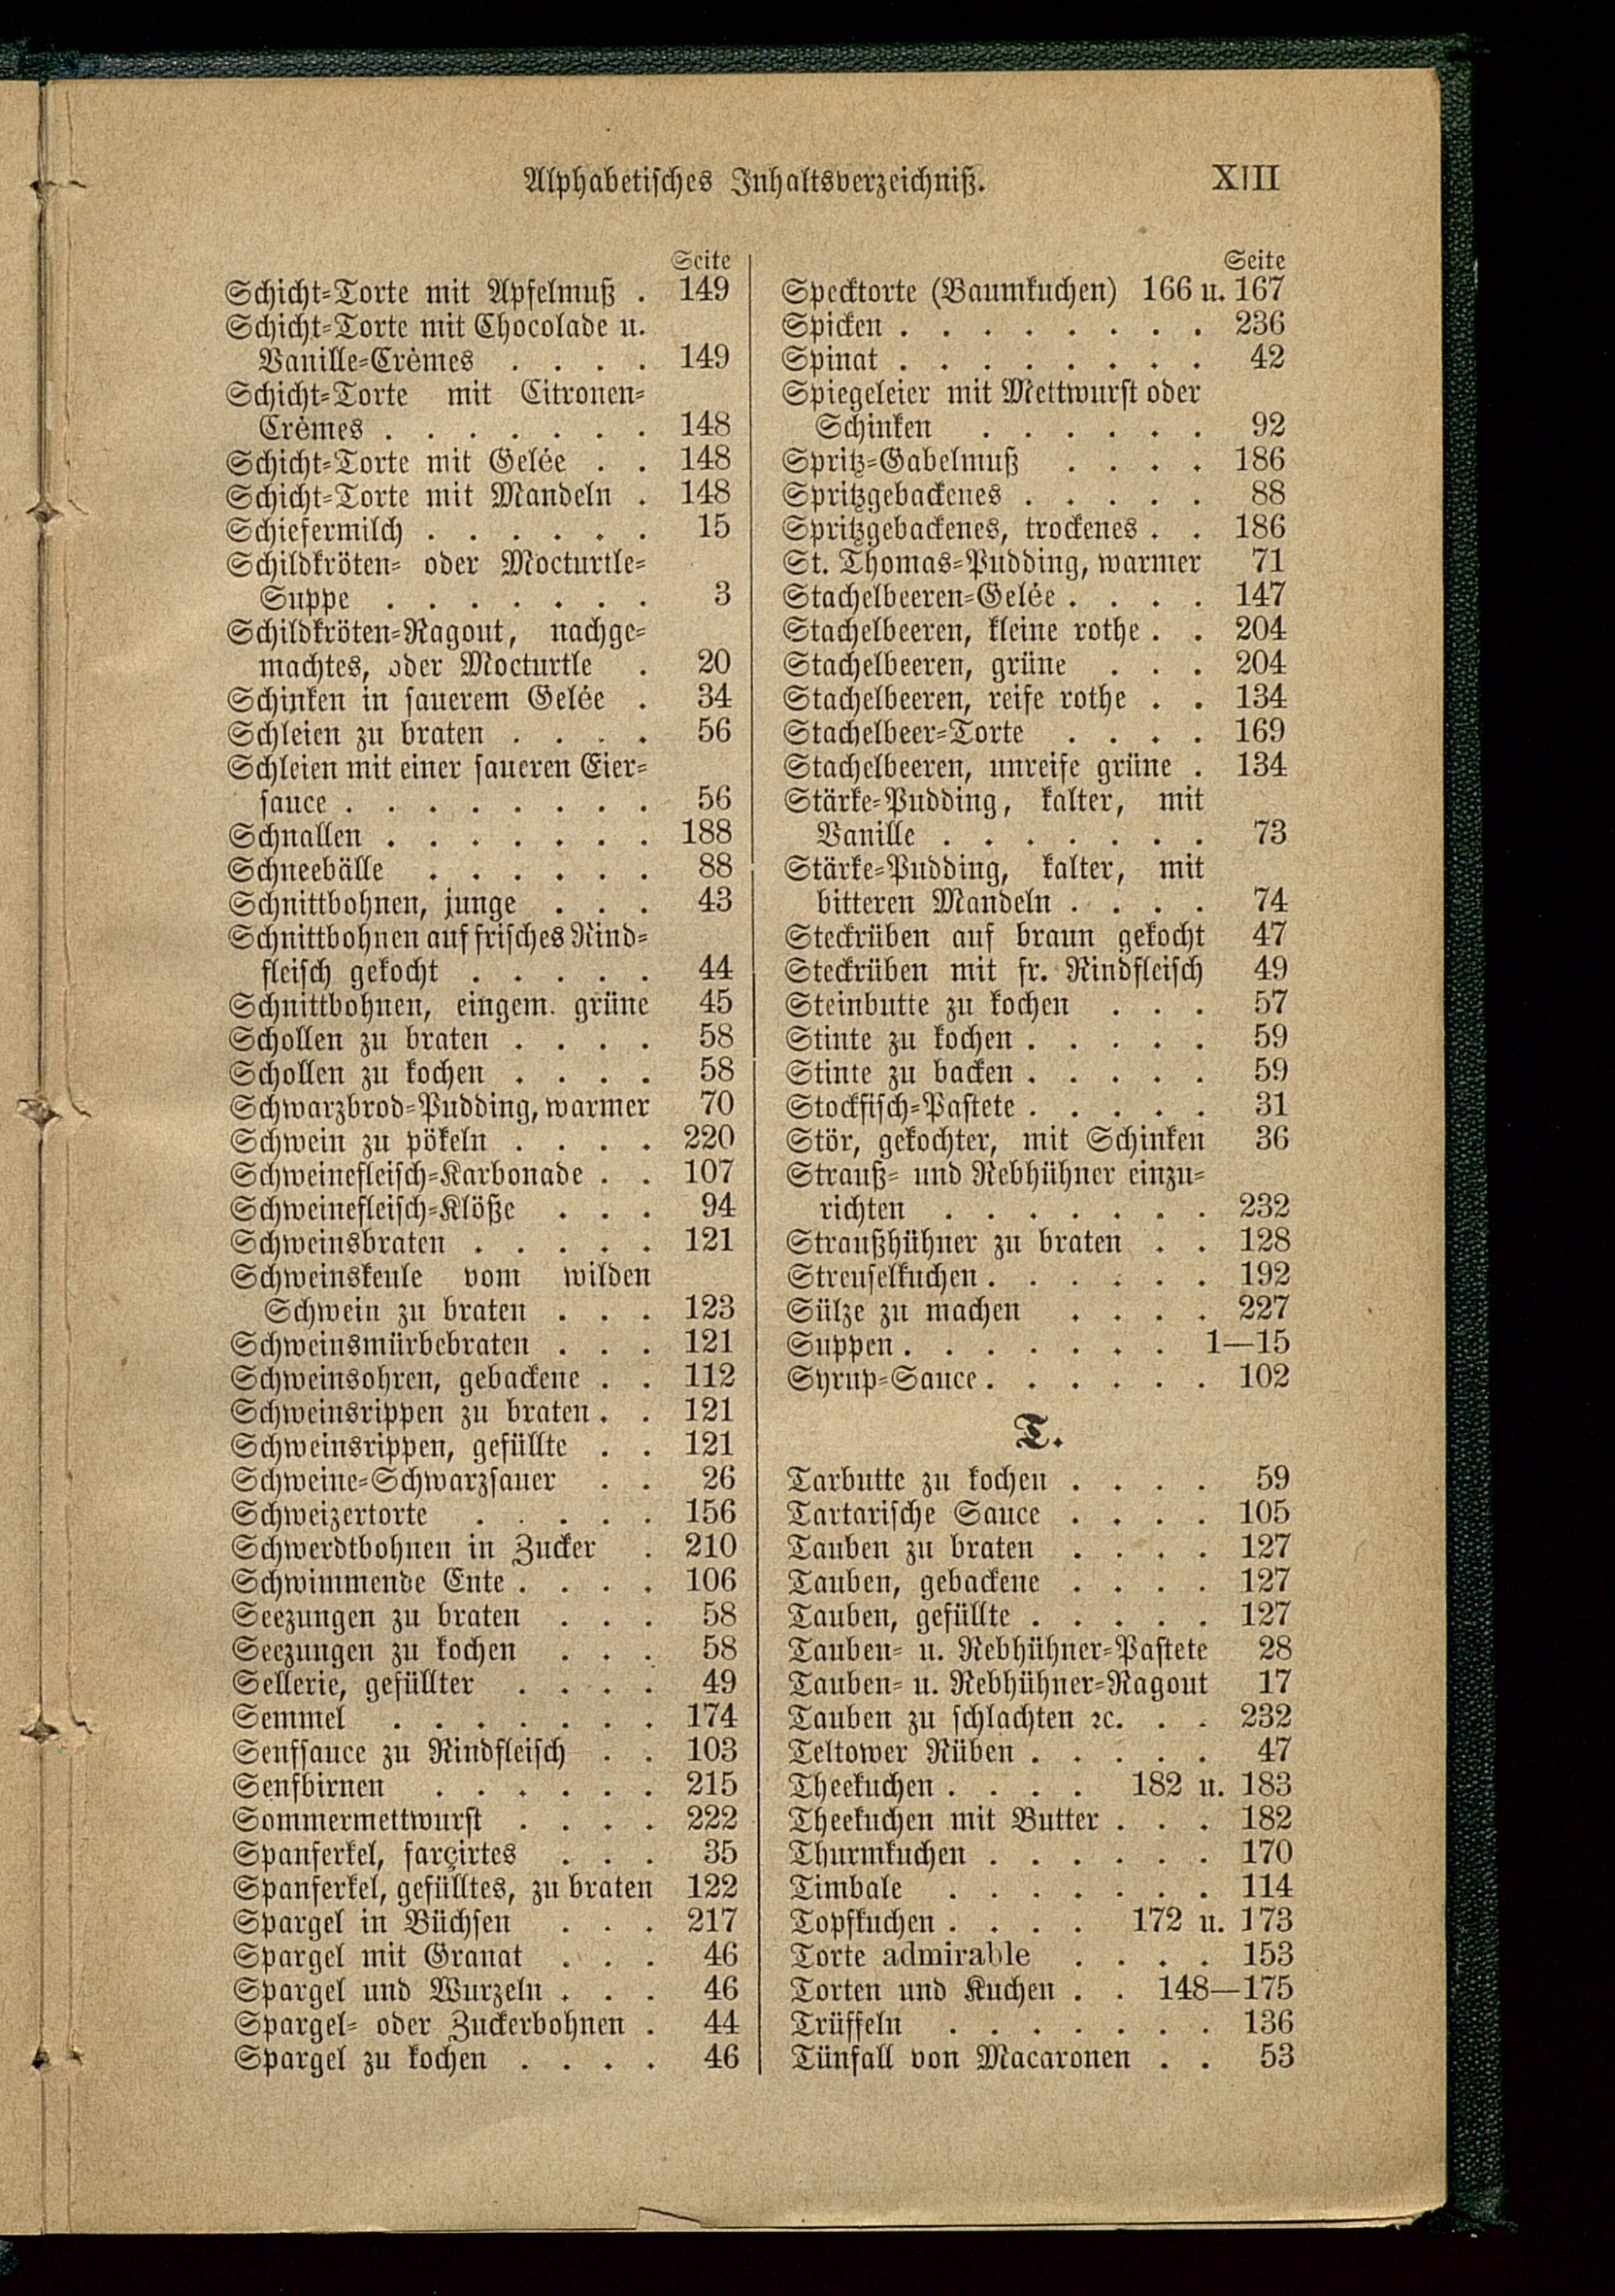 Alphabetisches Inhaltsverzeichniß. XIII
Seite
Schicht-Torte mit Apfelmuß . 149
Schicht-Torte mit Chocolade u.
Vanille-Crêmes . . . . 149
Schicht-Torte mit Citronen-
Crêmes . . . . . . . 148
Schicht-Torte mit Gelée . . 148
Schicht-Torte mit Mandeln . 148
Schiefermilch . . . . . . 15
Schildkröten- oder Mocturtle-
Suppe . . . . . . . 3
Schildkröten-Ragout, nachge-
machtes, oder Mocturtle . 20
Schinken in sauerem Gelée . 34
Schleien zu braten . . . . 56
Schleien mit einer saueren Eier-
sauce . . . . . . . . 56
Schnallen . . . . . . . 188
Schneebälle . . . . . . 88
Schnittbohnen, junge . . . 43
Schnittbohnen auf frisches Rind-
fleisch gekocht . . . . . 44
Schnittbohnen, eingem. grüne 45
Schollen zu braten . . . . 58
Schollen zu kochen . . . . 58
Schwarzbrod-Pudding, warmer 70
Schwein zu pökeln . . . . 220
Schweinefleisch-Karbonade . . 107
Schweinefleisch-Klöße . . . 94
Schweinsbraten . . . . . 121
Schweinskeule vom wilden
Schwein zu braten . . . 123
Schweinsmürbebraten . . . 121
Schweinsohren, gebackene . . 112
Schweinsrippen zu braten . . 121
Schweinsrippen, gefüllte . . 121
Schweine-Schwarzsauer . . 26
Schweizertorte . . . . . 156
Schwerdtbohnen in Zucker . 210
Schwimmende Ente . . . . 106
Seezungen zu braten . . . 58
Seezungen zu kochen . . . 58
Sellerie, gefüllter . . . . 49
Semmel . . . . . . . 174
Senfsauce zu Rindfleisch . . 103
Senfbirnen . . . . . . 215
Sommermettwurst . . . . 222
Spanferkel, farçirtes . . . 35
Spanferkel, gefülltes, zu braten 122
Spargel in Büchsen . . . 217
Spargel mit Granat . . . 46
Spargel und Wurzeln . . . 46
Spargel- oder Zuckerbohnen . 44
Spargel zu kochen . . . . 46
Seite
Specktorte (Baumkuchen) 166 u. 167
Spicken . . . . . . . . 236
Spinat . . . . . . . . 42
Spiegeleier mit Mettwurst oder
Schinken . . . . . . 92
Spritz-Gabelmuß . . . . 186
Spritzgebackenes . . . . . 88
Spritzgebackenes, trockenes . . 186
St. Thomas-Pudding, warmer 71
Stachelbeeren-Gelée . . . . 147
Stachelbeeren, kleine rothe . . 204
Stachelbeeren, grüne . . . 204
Stachelbeeren, reife rothe . . 134
Stachelbeer-Torte . . . . 169
Stachelbeeren, unreife grüne . 134
Stärke-Pudding, kalter, mit
Vanille . . . . . . . 73
Stärke-Pudding, kalter, mit
bitteren Mandeln . . . . 74
Steckrüben auf braun gekocht 47
Steckrüben mit fr. Rindfleisch 49
Steinbutte zu kochen . . . 57
Stinte zu kochen . . . . . 59
Stinte zu backen . . . . . 59
Stockfisch-Pastete . . . . . 31
Stör, gekochter, mit Schinken 36
Strauß- und Rebhühner einzu-
richten . . . . . . . 232
Straußhühner zu braten . . 128
Streuselkuchen . . . . . . 192
Sülze zu machen . . . . 227
Suppen . . . . . . . 1—15
Syrup-Sauce . . . . . . 102
T.
Tarbutte zu kochen . . . . 59
Tartarische Sauce . . . . 105
Tauben zu braten . . . . 127
Tauben, gebackene . . . . 127
Tauben, gefüllte . . . . . 127
Tauben- u. Rebhühner-Pastete 28
Tauben- u. Rebhühner-Ragout 17
Tauben zu schlachten ꝛc. . . 232
Teltower Rüben . . . . . 47
Theekuchen . . . . 182 u. 183
Theekuchen mit Butter . . . 182
Thurmkuchen . . . . . . 170
Timbale . . . . . . . 114
Topfkuchen . . . . 172 u. 173
Torte admirable . . . . 153
Torten und Kuchen . . 148—175
Trüffeln . . . . . . . 136
Tünfall von Macaronen . . 53